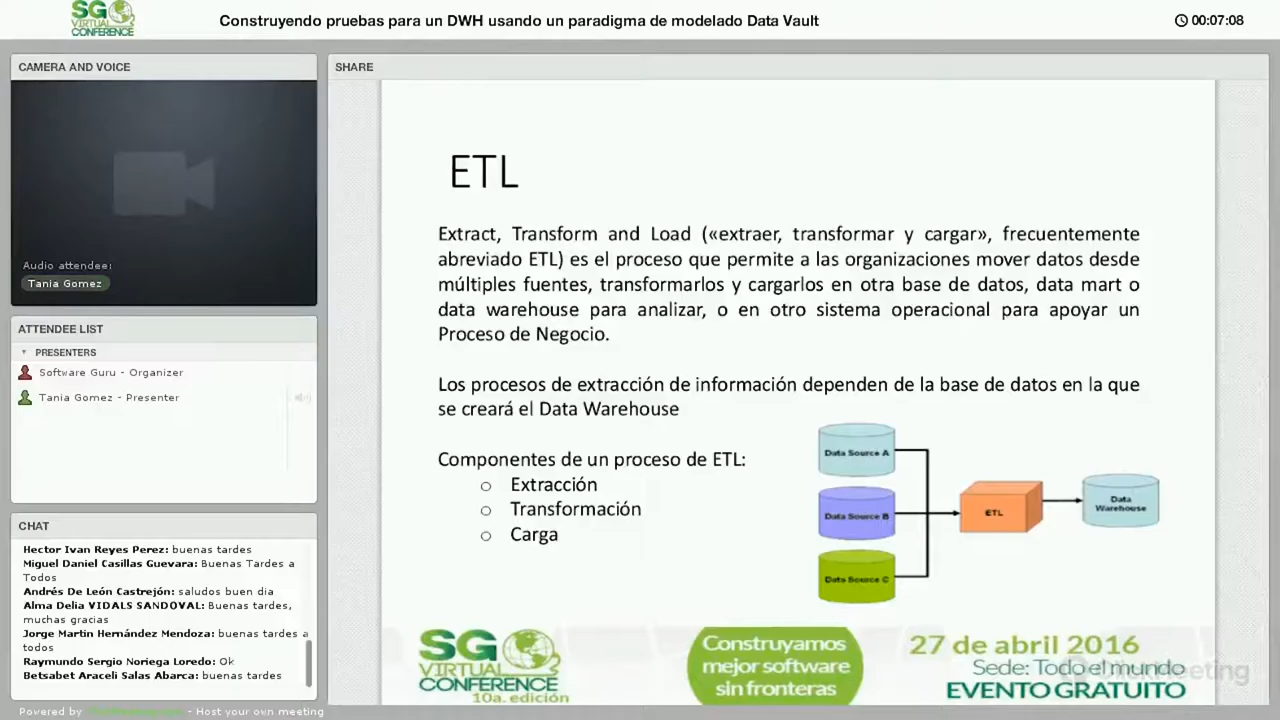 SG VIRTUAL CONFERENCE
Construyendo pruebas para un DWH usando un paradigma de modelado Data Vault
00:07:08
CAMERA AND VOICE
Audio attendee:
Tania Gomez
ATTENDEE LIST
PRESENTERS
Software Guru - Organizer
Tania Gomez - Presenter
CHAT
Hector Ivan Reyes Perez: buenas tardes
Miguel Daniel Casillas Guevara: Buenas Tardes a
Todos
Andrés De León Castrejón: saludos buen dia
Alma Delia VIDALS SANDOVAL: Buenas tardes,
muchas gracias
Jorge Martin Hernández Mendoza: buenas tardes a
todos
Raymundo Sergio Noriega Loredo: Ok
Betsabet Araceli Salas Abarca: buenas tardes
Powered by
- Host your own meeting
SHARE
ETL
Extract, Transform and Load («extraer, transformar y cargar», frecuentemente
abreviado ETL) es el proceso que permite a las organizaciones mover datos desde
múltiples fuentes, transformarlos y cargarlos en otra base de datos, data mart o
data warehouse para analizar, o en otro sistema operacional para apoyar un
Proceso de Negocio.
Los procesos de extracción de información dependen de la base de datos en la que
se creará el Data Warehouse
Componentes de un proceso de ETL:
Extracción
Transformación
Carga
Data Source A
Data Source B
Data Source C
ETL
Data
Warehouse
SG
VIRTUAL
CONFERENCE
10a. edición
Construyamos
mejor software
sin fronteras
27 de abril 2016
Sede: Todo el mundo
EVENTO GRATUITO
ClickMeeting